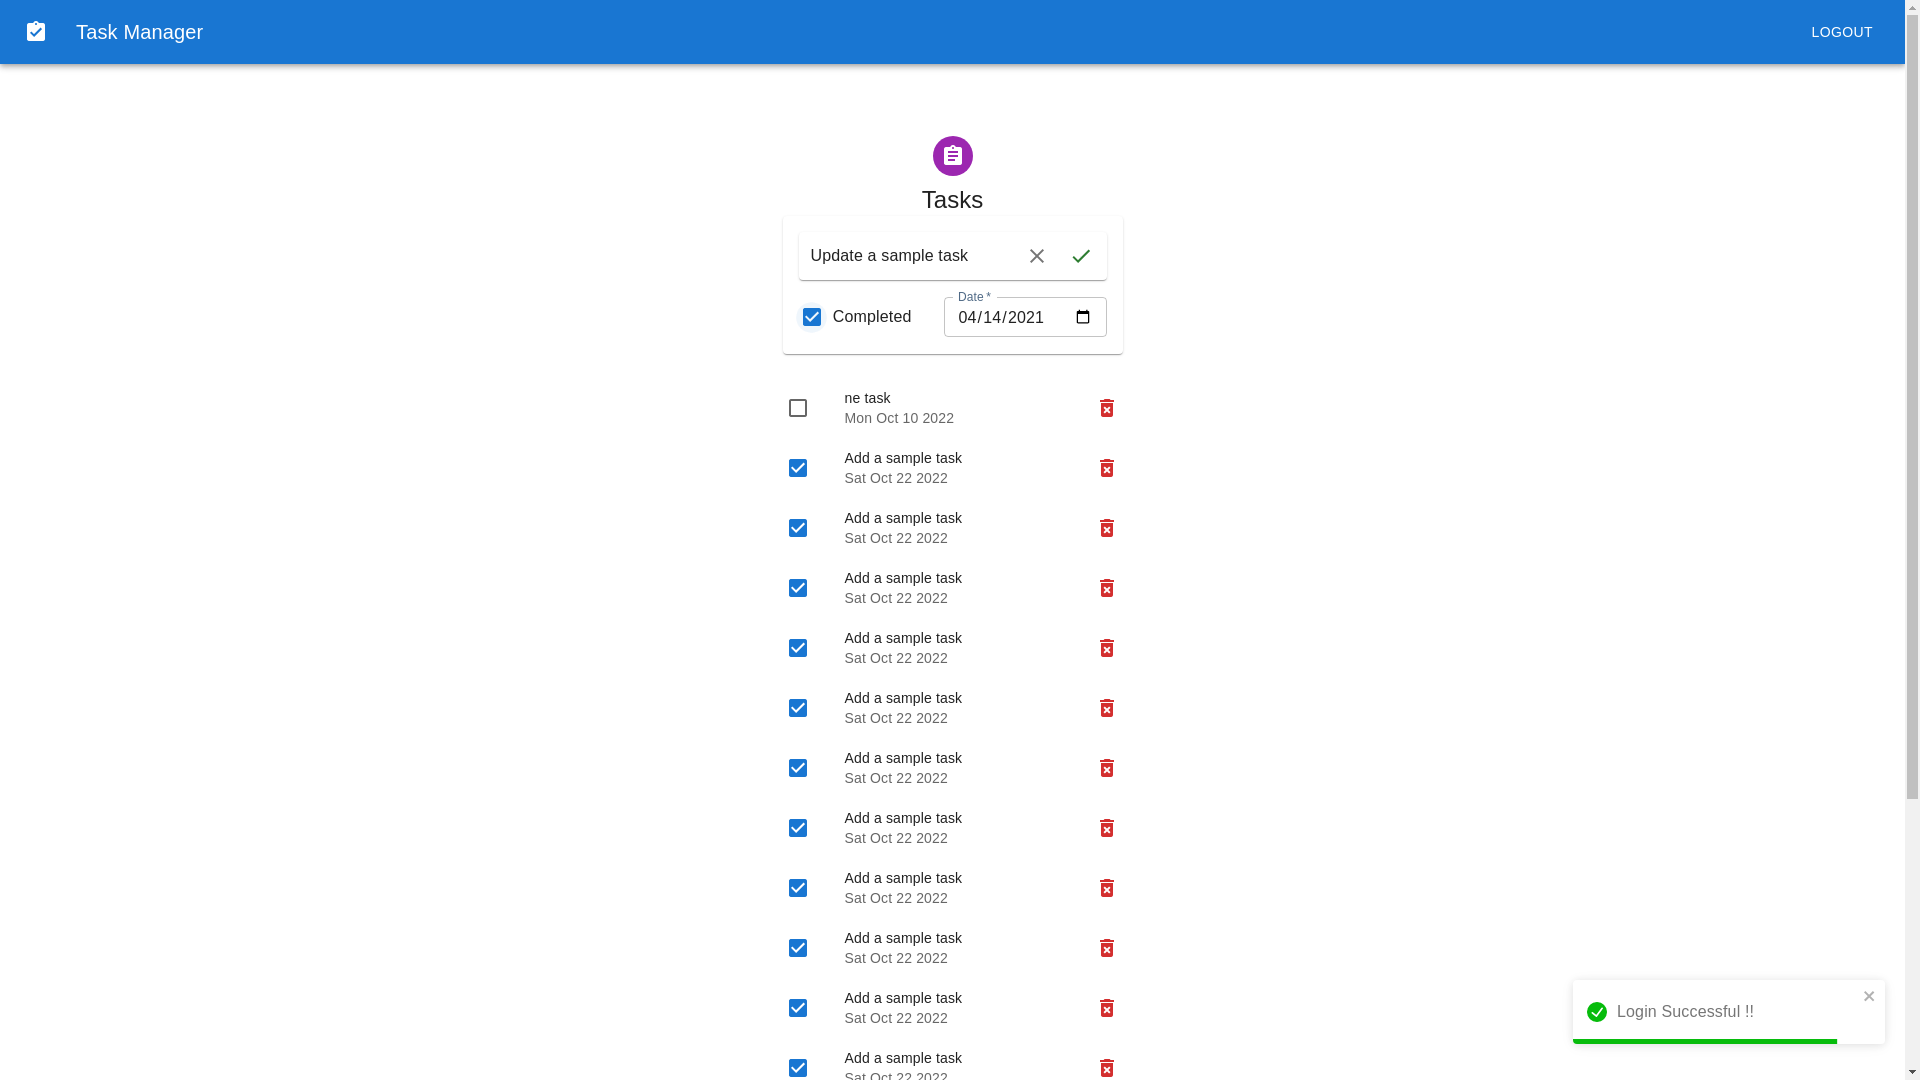 Task Manager
LOGOUT
Tasks
Update a sample task
Date *
Completed
04/14/2021
ne task
Mon Oct 10 2022
Add a sample task
Sat Oct 22 2022
Add a sample task
Sat Oct 22 2022
Add a sample task
Sat Oct 22 2022
Add a sample task
Sat Oct 22 2022
Add a sample task
Sat Oct 22 2022
Add a sample task
Sat Oct 22 2022
Add a sample task
Sat Oct 22 2022
Add a sample task
Sat Oct 22 2022
Add a sample task
Sat Oct 22 2022
Add a sample task
Sat Oct 22 2022
Add a sample task
Sat Oct 22 2022
Login Successful !!